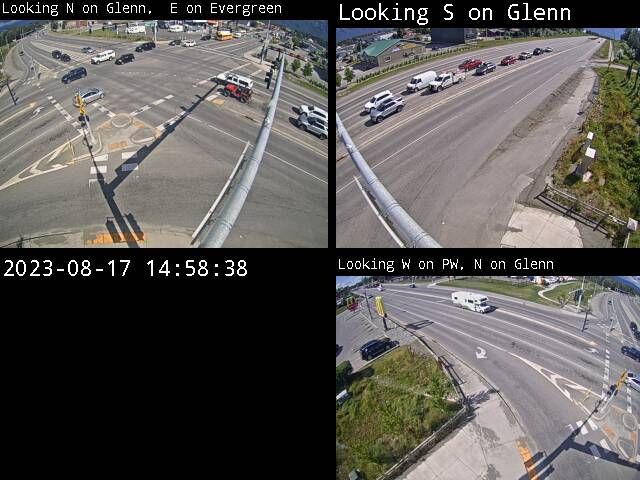 Looking N on Glenn,  E on Evergreen
Looking S on Glenn
2023-08-17 14:58:38
Looking W on PW, N on Glenn